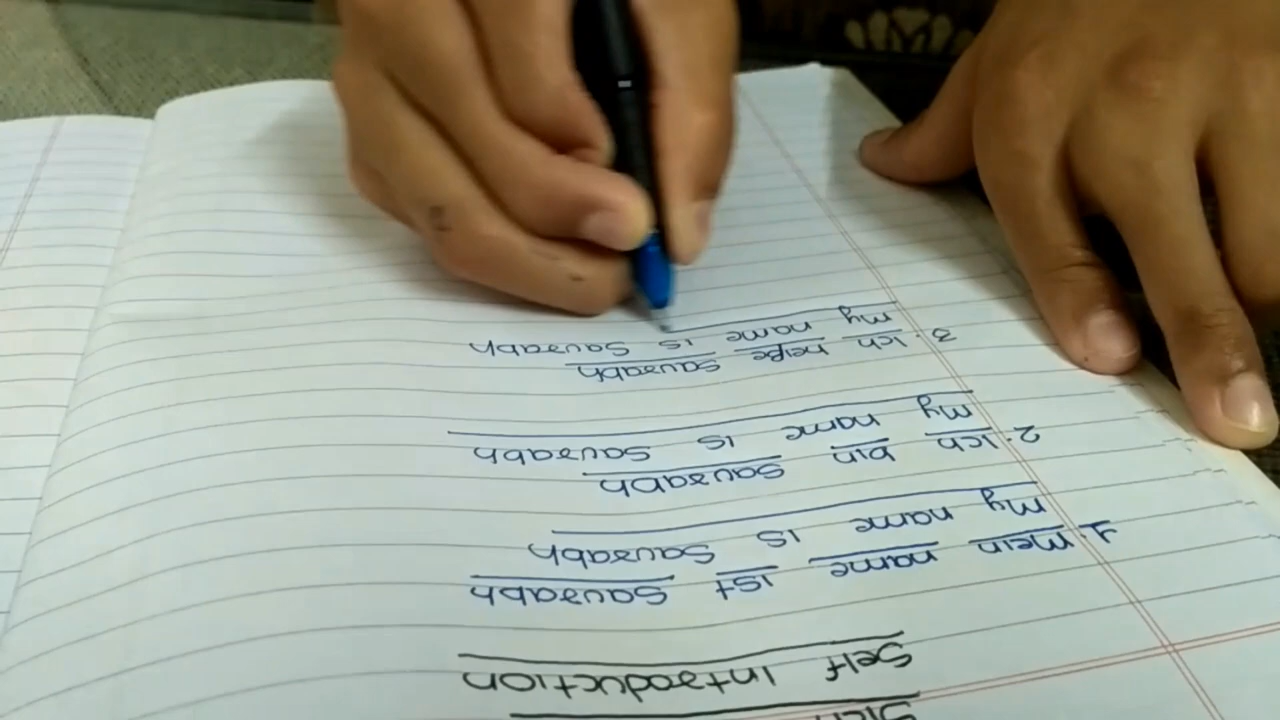 Self Introduction
1. Mein name ist Saurabh
My name is Saurabh
2. Ich bin Saurabh
My name is Saurabh
3. Ich heiße Saurabh
My name is Saurabh